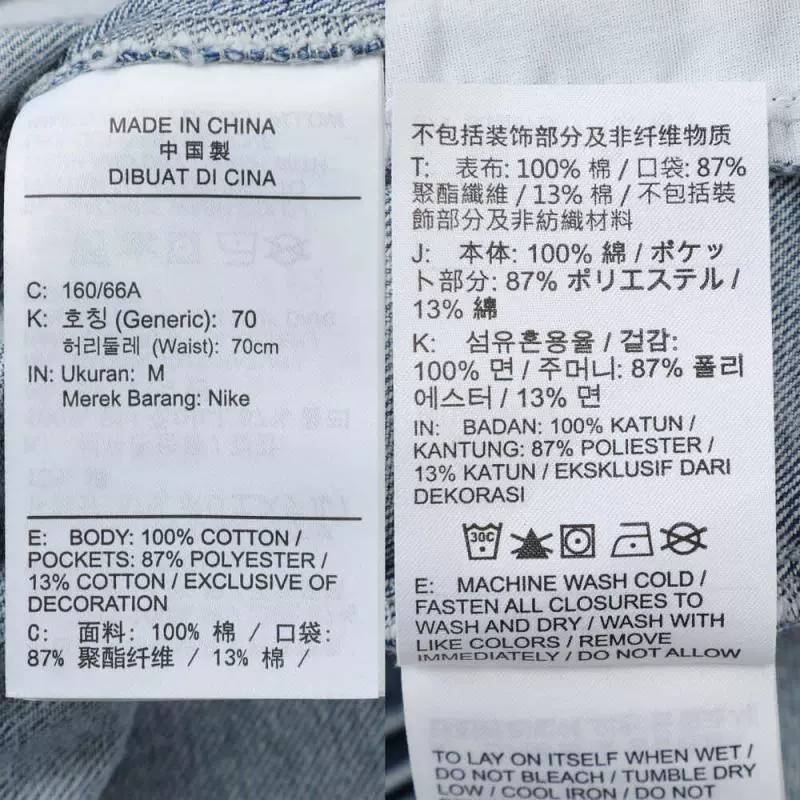 MADE IN CHINA
中国製
DIBUAT DI CINA
C: 160/66A
K: 호칭 (Generic): 70
허리둘레 (Waist): 70cm
IN: Ukuran: M
Merek Barang: Nike
E: BODY: 100% COTTON /
POCKETS: 87% POLYESTER /
13% COTTON / EXCLUSIVE OF
DECORATION
C: 面料: 100% 棉 / 口袋:
87% 聚酯纤维 / 13% 棉 /
不包括装饰部分及非纤维物质
T: 表布: 100% 棉 / 口袋: 87%
聚酯纖維 / 13% 棉 / 不包括裝
飾部分及非紡織材料
J: 本体: 100% 綿 / ポケッ
ト部分: 87% ポリエステル /
13% 綿
K: 섬유혼용율 / 겉감:
100% 면 / 주머니: 87% 폴리
에스터 / 13% 면
IN: BADAN: 100% KATUN /
KANTUNG: 87% POLIESTER /
13% KATUN / EKSKLUSIF DARI
DEKORASI
30C
E: MACHINE WASH COLD /
FASTEN ALL CLOSURES TO
WASH AND DRY / WASH WITH
LIKE COLORS / REMOVE
IMMEDIATELY / DO NOT ALLOW
TO LAY ON ITSELF WHEN WET /
DO NOT BLEACH / TUMBLE DRY
LOW / COOL IRON / DO NOT